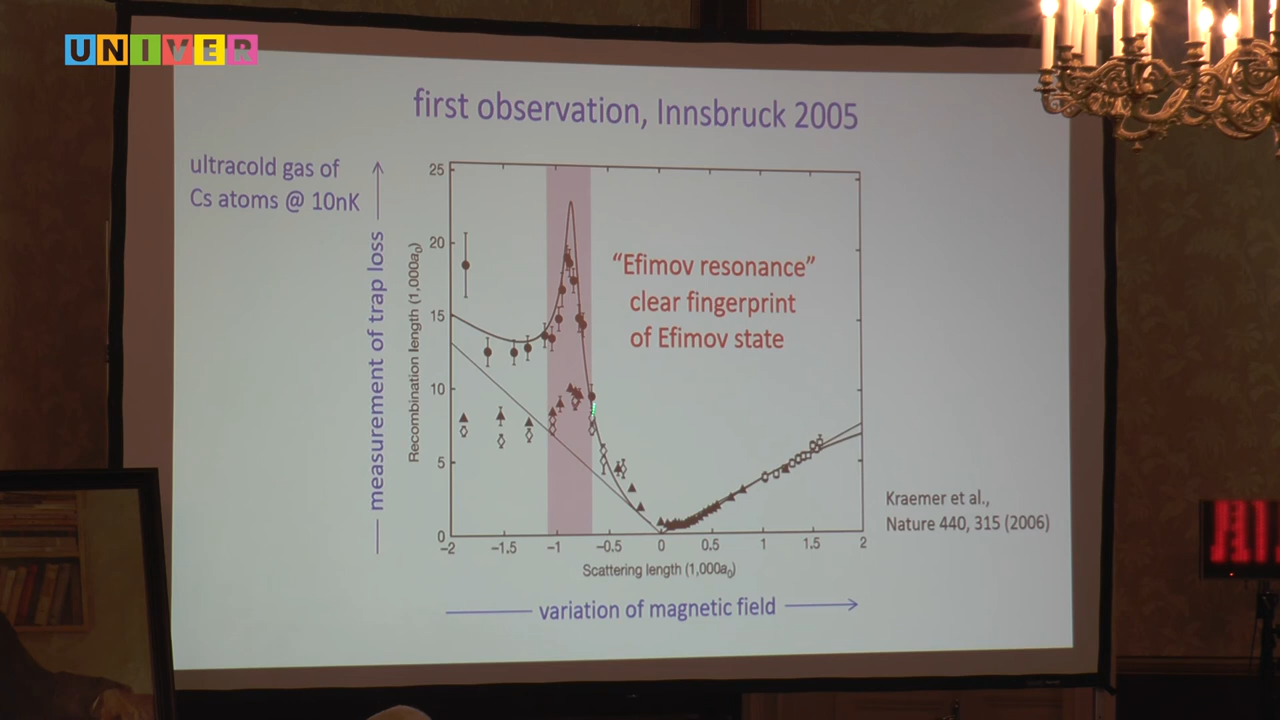 UNIVER
first observation, Innsbruck 2005
ultracold gas of
Cs atoms @ 10nK
measurement of trap loss
Recombination length (1,000a₀)
25
20
15
10
5
0
"Efimov resonance"
clear fingerprint
of Efimov state
−2 −1.5 −1 −0.5 0 0.5 1 1.5 2
Scattering length (1,000a₀)
variation of magnetic field
Kraemer et al.,
Nature 440, 315 (2006)